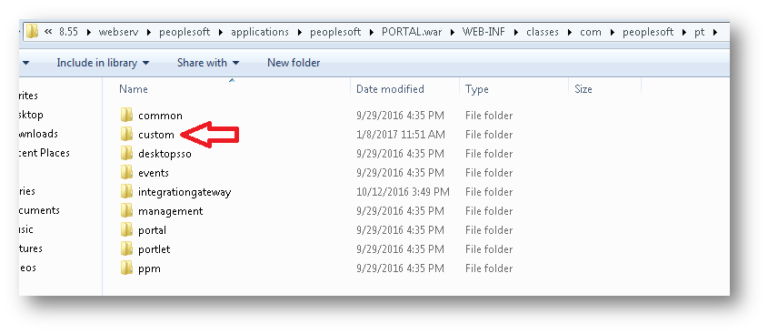 « 8.55 ▸ webserv ▸ peoplesoft ▸ applications ▸ peoplesoft ▸ PORTAL.war ▸ WEB-INF ▸ classes ▸ com ▸ peoplesoft ▸ pt ▸
Include in library Share with New folder
Name Date modified Type Size
common 9/29/2016 4:35 PM File folder
custom 1/8/2017 11:51 AM File folder
desktopsso 9/29/2016 4:35 PM File folder
events 9/29/2016 4:35 PM File folder
integrationgateway 10/12/2016 3:49 PM File folder
management 9/29/2016 4:35 PM File folder
portal 9/29/2016 4:35 PM File folder
portlet 9/29/2016 4:35 PM File folder
ppm 9/29/2016 4:35 PM File folder
rites
sktop
wnloads
cent Places
ries
cuments
usic
tures
eos